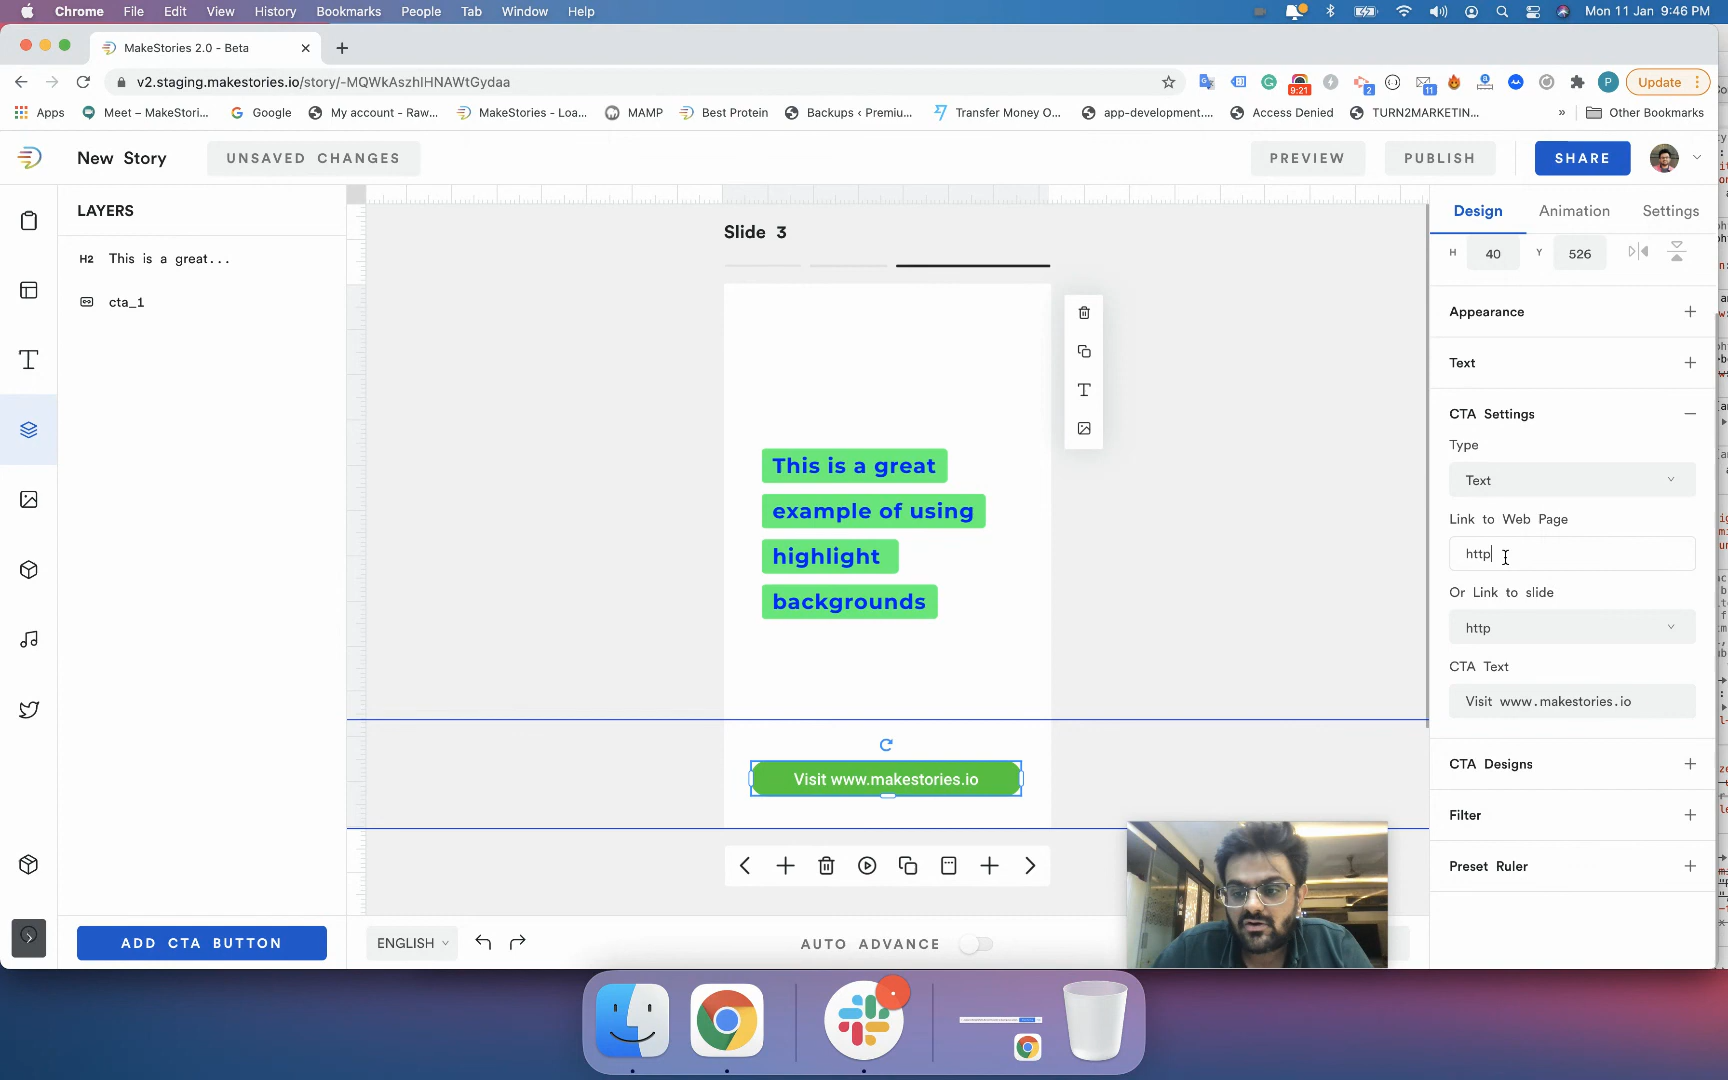 Chrome File Edit View History Bookmarks People Tab Window Help Mon 11 Jan 9:46 PM
MakeStories 2.0 - Beta
v2.staging.makestories.io/story/-MQWkAszhlHNAWtGydaa
9:21
2
11
P
Update
Apps Meet – MakeStori... Google My account - Raw... MakeStories - Loa... MAMP Best Protein Backups ‹ Premiu... Transfer Money O... app-development.... Access Denied TURN2MARKETIN... » Other Bookmarks
New Story UNSAVED CHANGES PREVIEW PUBLISH SHARE
LAYERS
H2 This is a great...
cta_1
Slide 3
This is a great
example of using
highlight
backgrounds
Visit www.makestories.io
Design Animation Settings
H 40 Y 526
Appearance
Text
CTA Settings
Type
Text
Link to Web Page
http
Or Link to slide
http
CTA Text
Visit www.makestories.io
CTA Designs
Filter
Preset Ruler
ADD CTA BUTTON
ENGLISH
AUTO ADVANCE